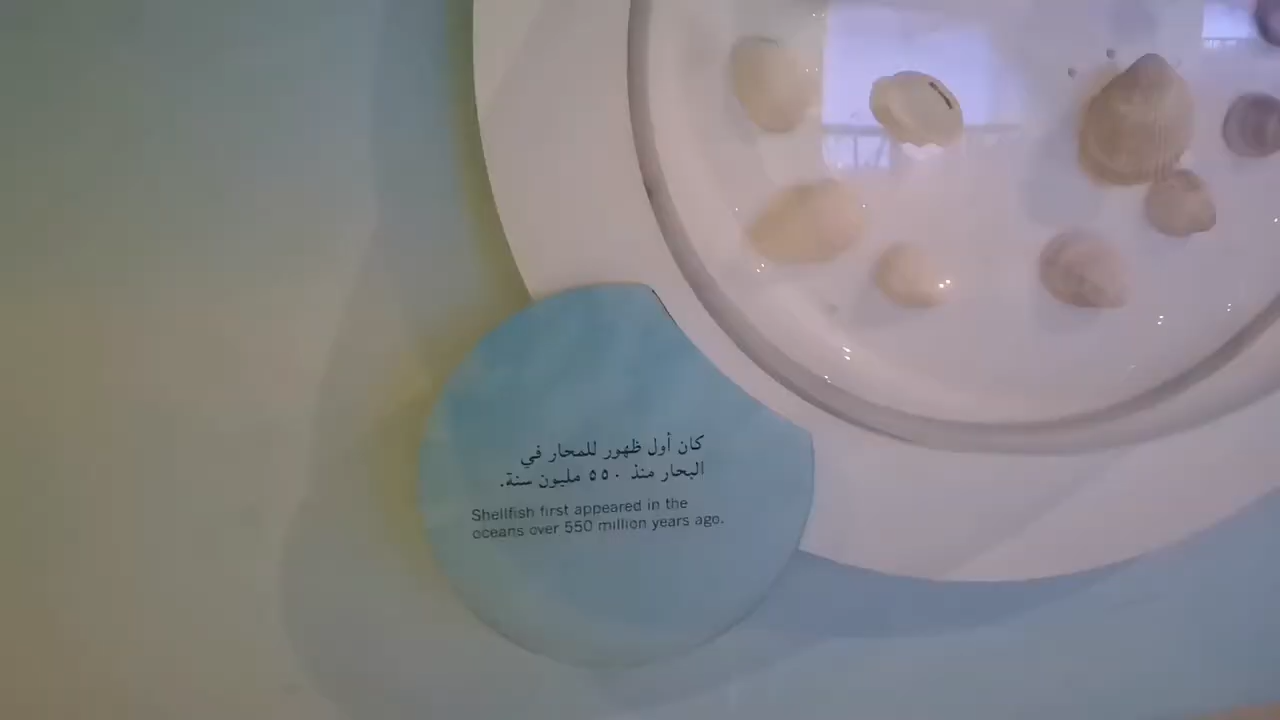 كان أول ظهور للمحار في
البحار منذ ٥٥٠ مليون سنة.
Shellfish first appeared in the
oceans over 550 million years ago.